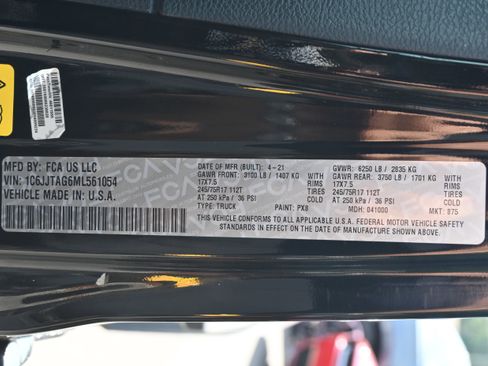 MFD BY: FCA US LLC
VIN: 1C6JJTAG6ML561054
VEHICLE MADE IN: U.S.A.
DATE OF MFR (BUILT) 4-21
GAWR FRONT: 3100 LB / 1407 KG
WITH
17X7.5
RIMS
245/75R17 112T
TIRES
AT 250 kPa / 36 PSI
COLD
TYPE: TRUCK
PAINT: PX8
GVWR: 6250 LB / 2835 KG
GAWR REAR: 3750 LB / 1701 KG
WITH
17X7.5
RIMS
245/75R17 112T
TIRES
AT 250 kPa / 36 PSI
COLD
MDH: 041000
MKT: 875
THIS VEHICLE CONFORMS TO ALL APPLICABLE U.S.A. FEDERAL MOTOR VEHICLE SAFETY
STANDARDS IN EFFECT ON THE DATE OF MANUFACTURE SHOWN ABOVE.